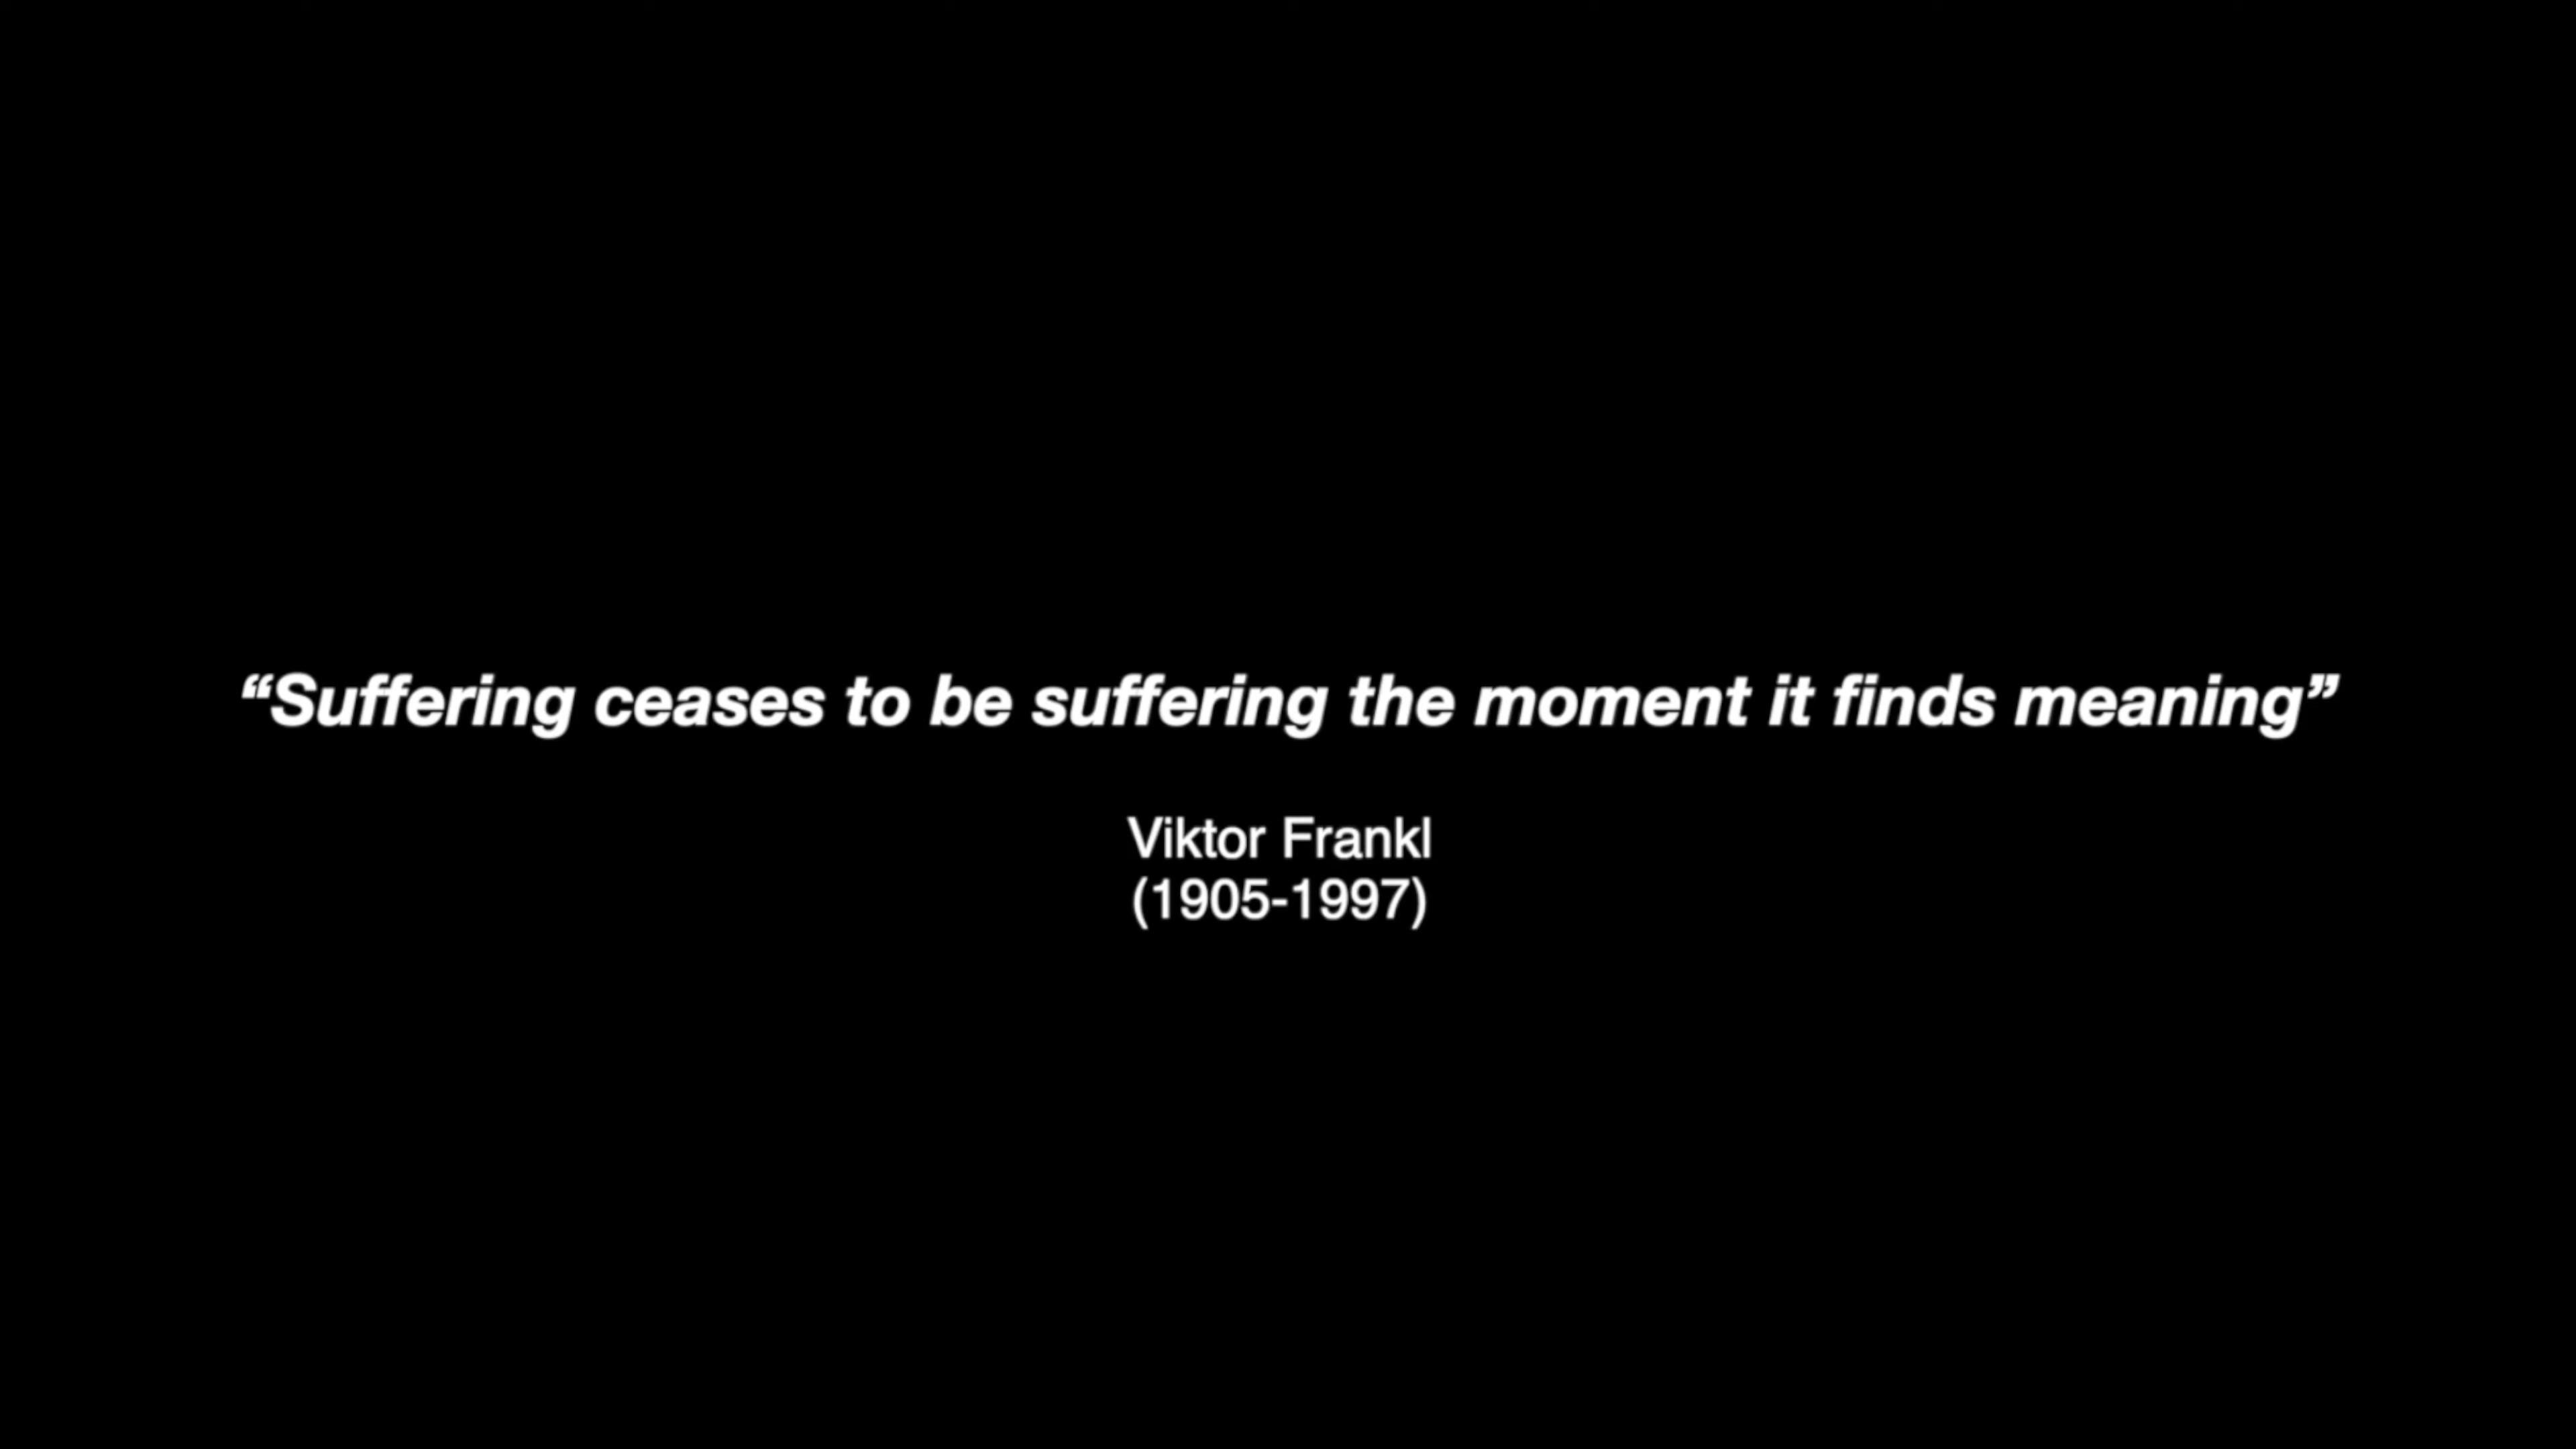 “Suffering ceases to be suffering the moment it finds meaning”
Viktor Frankl
(1905-1997)